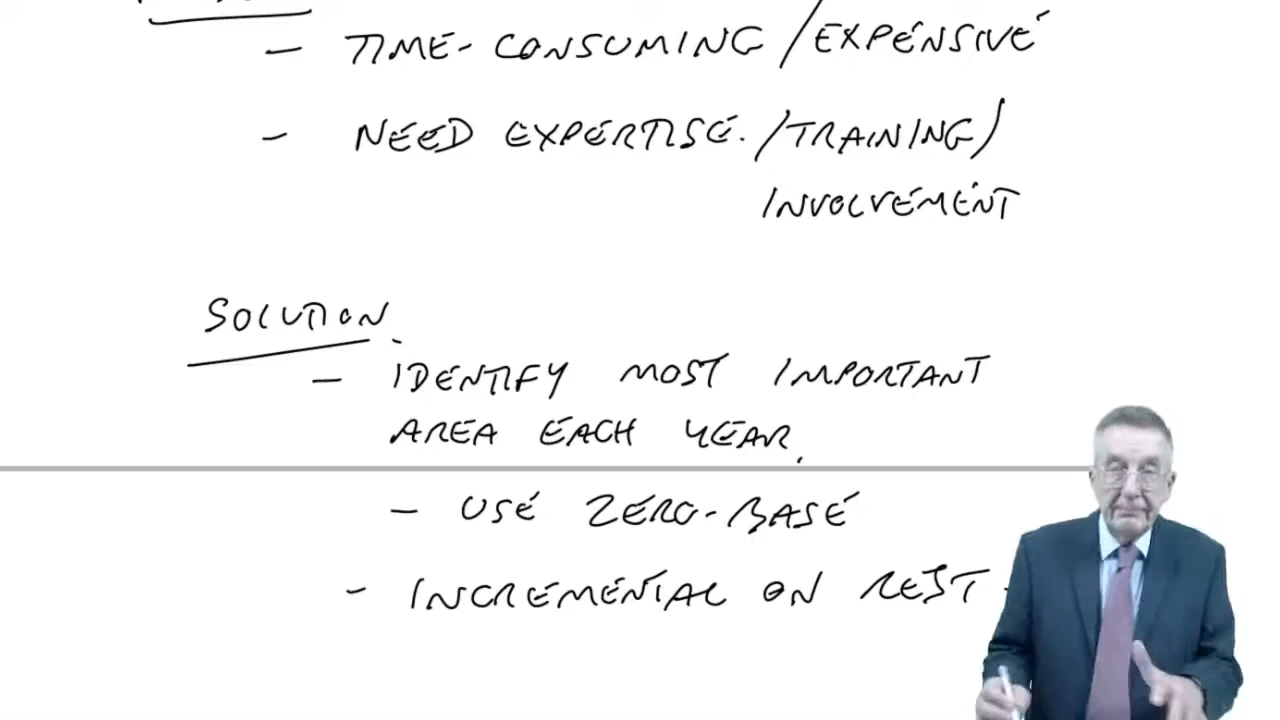 - TIME-CONSUMING/EXPENSIVE
- NEED EXPERTISE./TRAINING/
INVOLVEMENT
SOLUTION.
- IDENTIFY MOST IMPORTANT
AREA EACH YEAR.
- USE ZERO-BASE
- INCREMENTAL ON REST